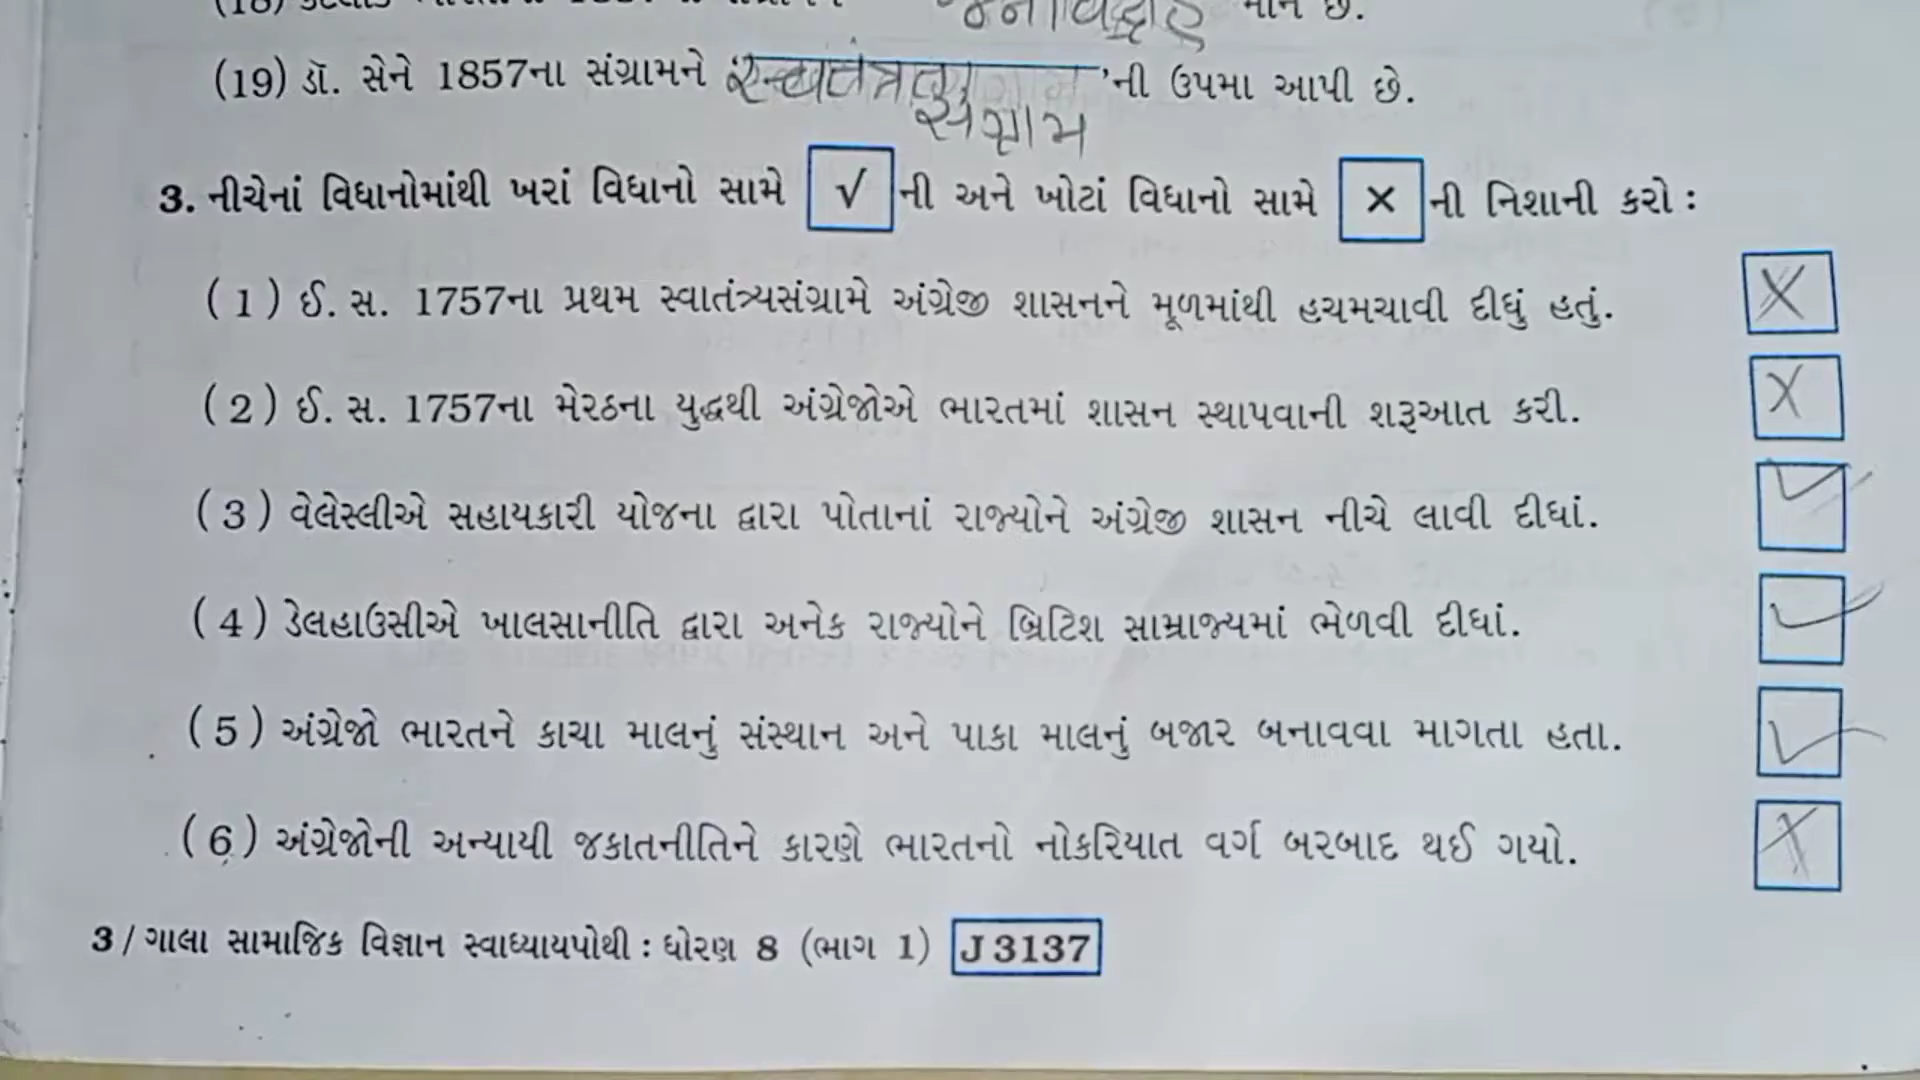 (19) ડૉ. સેને 1857ના સંગ્રામને 'સ્વાતંત્ર્ય 'ની ઉપમા આપી છે.
સંગ્રામ
3. નીચેનાં વિધાનોમાંથી ખરાં વિધાનો સામે √ ની અને ખોટાં વિધાનો સામે × ની નિશાની કરો :
(1) ઈ. સ. 1757ના પ્રથમ સ્વાતંત્ર્યસંગ્રામે અંગ્રેજી શાસનને મૂળમાંથી હચમચાવી દીધું હતું. ×
(2) ઈ. સ. 1757ના મેરઠના યુદ્ધથી અંગ્રેજોએ ભારતમાં શાસન સ્થાપવાની શરૂઆત કરી. ×
(3) વેલેસ્લીએ સહાયકારી યોજના દ્વારા પોતાનાં રાજ્યોને અંગ્રેજી શાસન નીચે લાવી દીધાં. ✓
(4) ડેલહાઉસીએ ખાલસાનીતિ દ્વારા અનેક રાજ્યોને બ્રિટિશ સામ્રાજ્યમાં ભેળવી દીધાં. ✓
(5) અંગ્રેજો ભારતને કાચા માલનું સંસ્થાન અને પાકા માલનું બજાર બનાવવા માગતા હતા. ✓
(6) અંગ્રેજોની અન્યાયી જકાતનીતિને કારણે ભારતનો નોકરિયાત વર્ગ બરબાદ થઈ ગયો. ×
3 / ગાલા સામાજિક વિજ્ઞાન સ્વાધ્યાયપોથી : ધોરણ 8 (ભાગ 1) J 3137